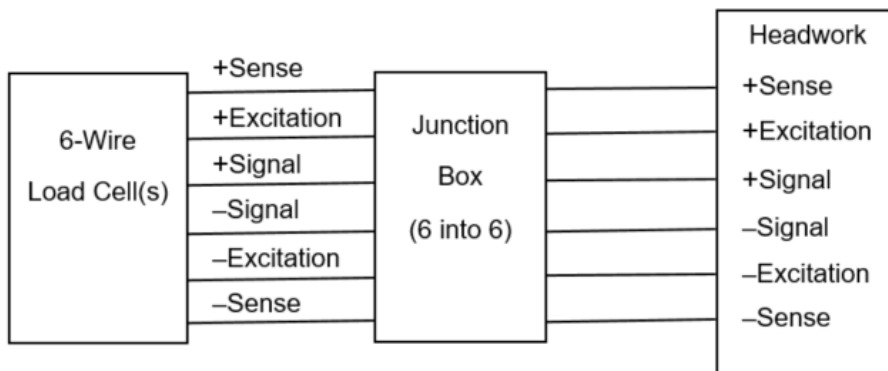 6-Wire
Load Cell(s)
+Sense
+Excitation
+Signal
–Signal
–Excitation
–Sense
Junction
Box
(6 into 6)
Headwork
+Sense
+Excitation
+Signal
–Signal
–Excitation
–Sense